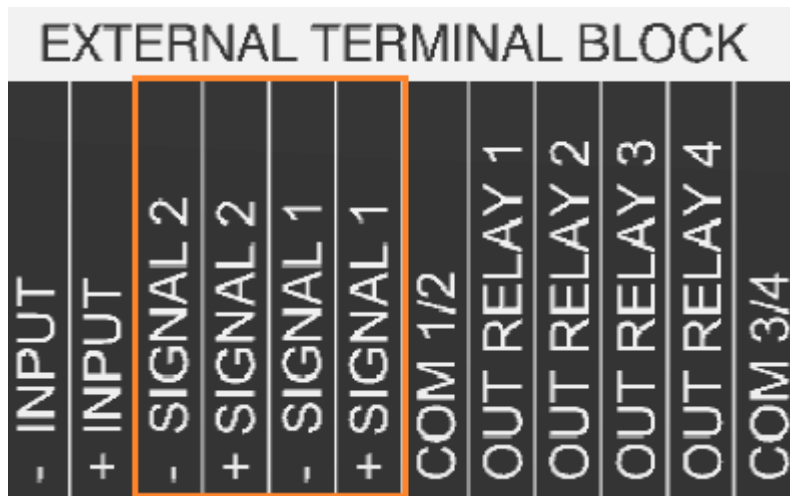 EXTERNAL TERMINAL BLOCK
- INPUT
+ INPUT
- SIGNAL 2
+ SIGNAL 2
- SIGNAL 1
+ SIGNAL 1
COM 1/2
OUT RELAY 1
OUT RELAY 2
OUT RELAY 3
OUT RELAY 4
COM 3/4